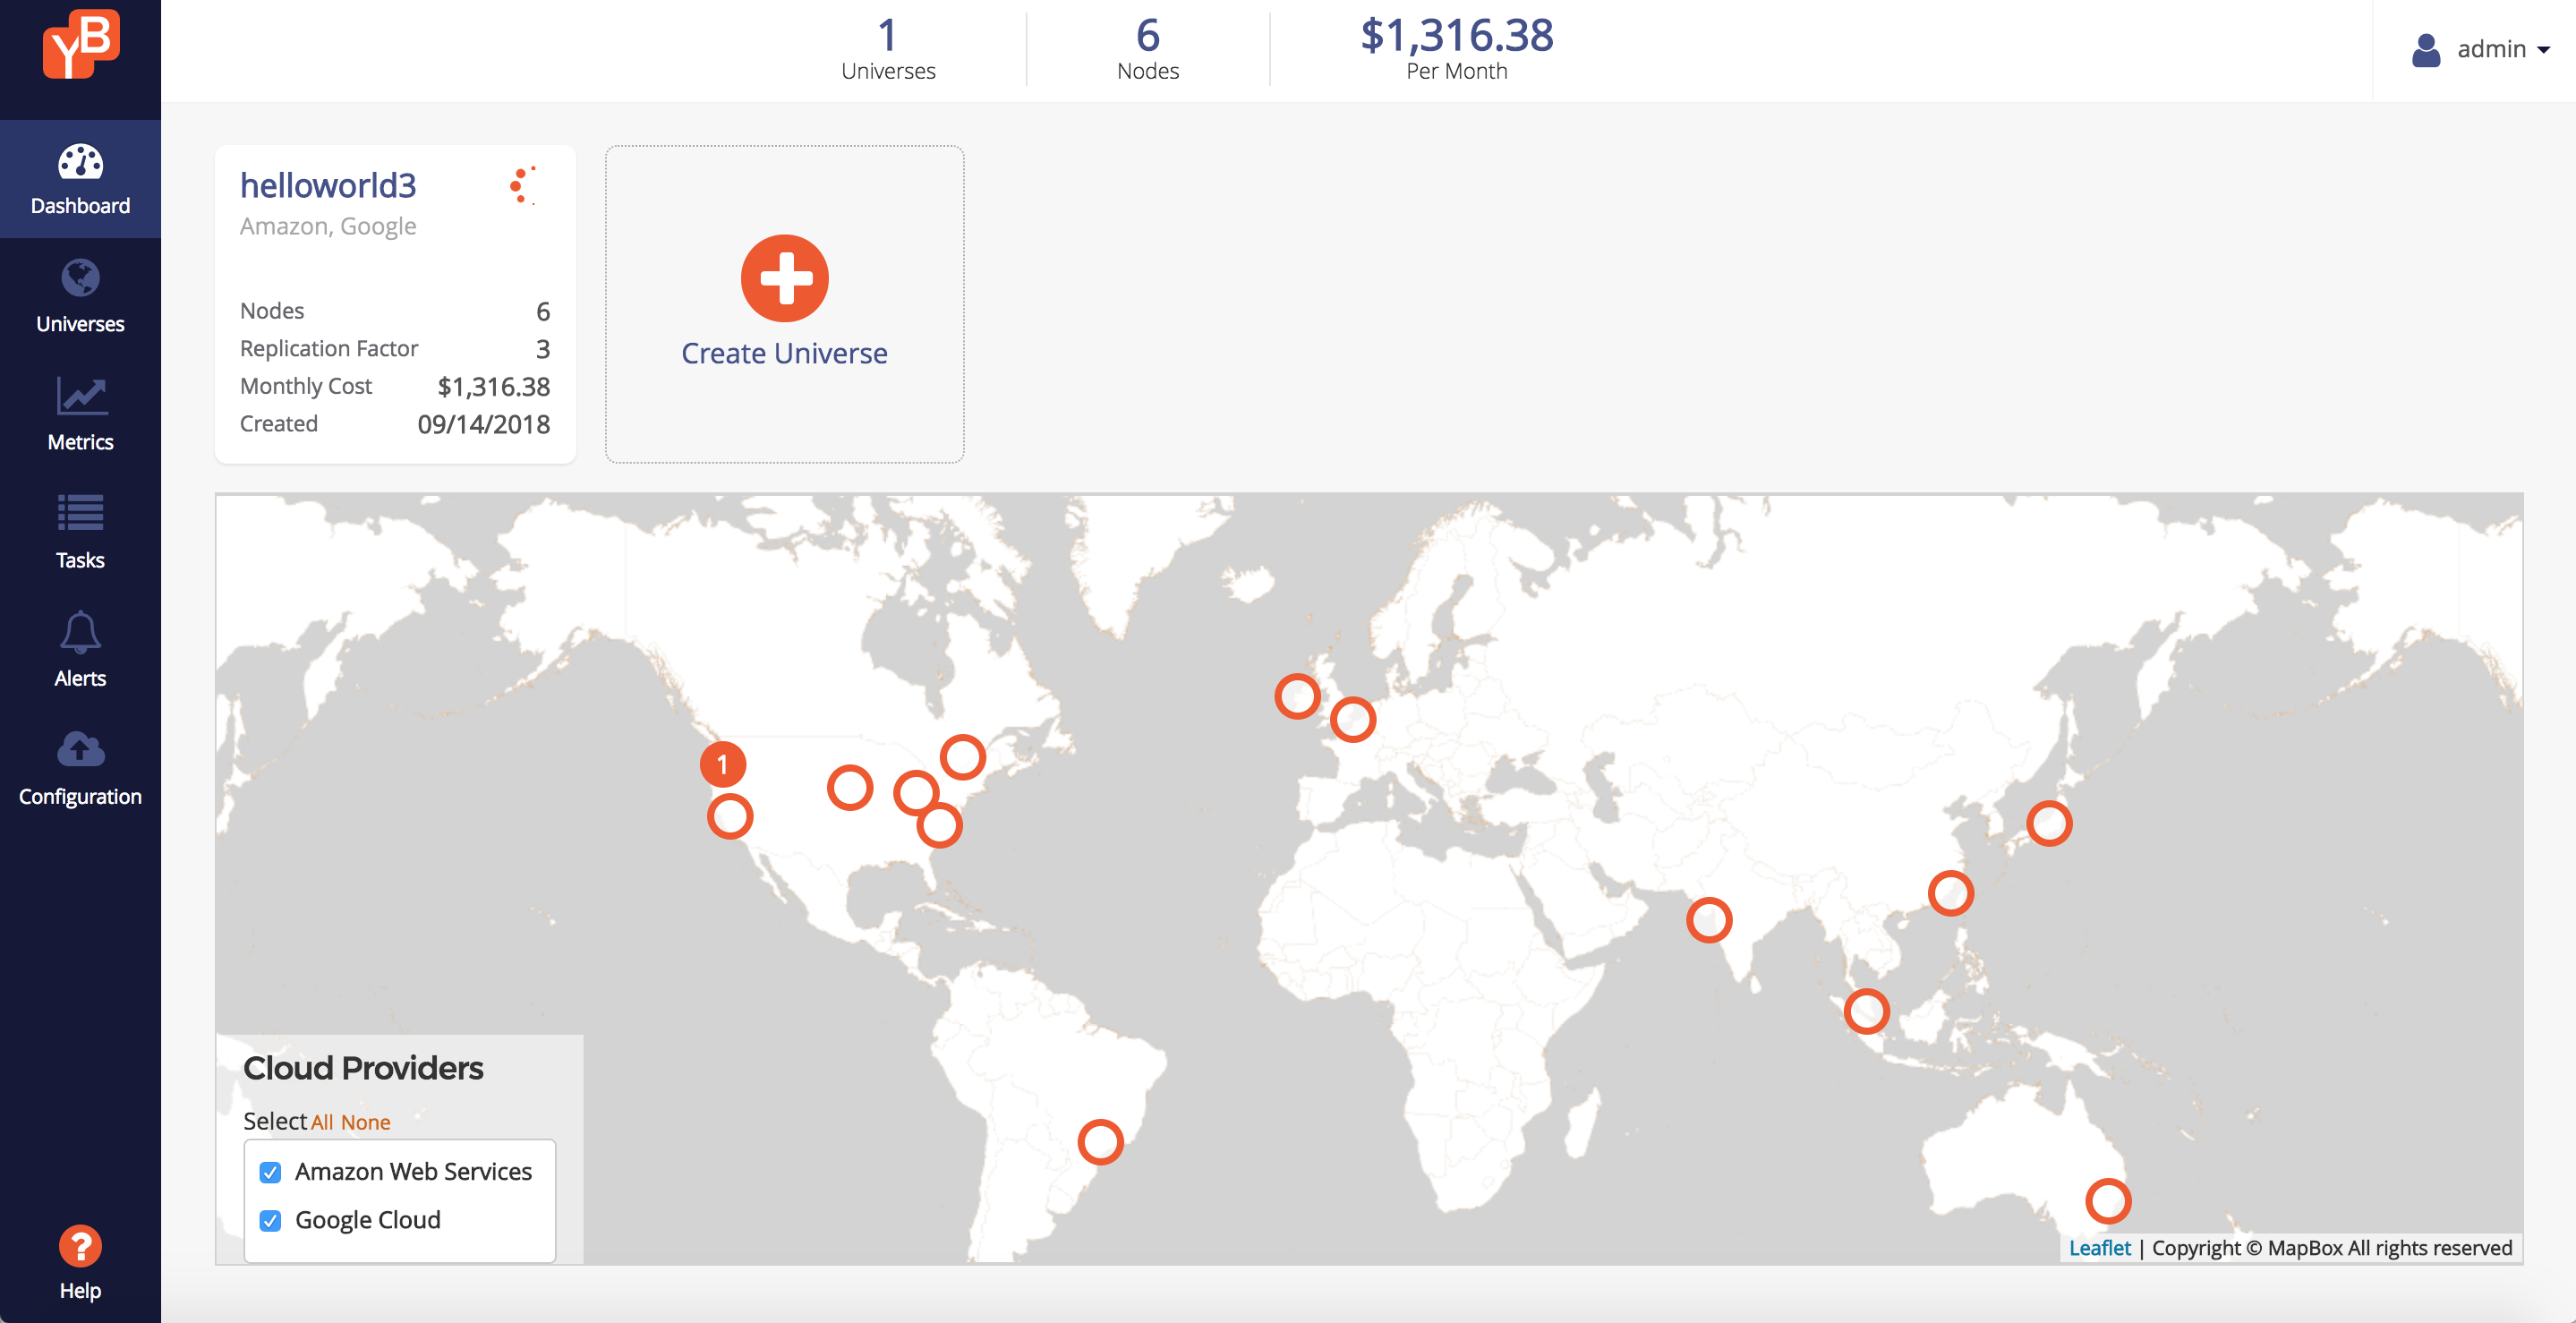 YB
1
Universes
6
Nodes
$1,316.38
Per Month
admin
Dashboard
Universes
Metrics
Tasks
Alerts
Configuration
? Help
helloworld3
Amazon, Google
Nodes 6
Replication Factor 3
Monthly Cost $1,316.38
Created 09/14/2018
Create Universe
1
Cloud Providers
Select All None
Amazon Web Services
Google Cloud
Leaflet | Copyright © MapBox All rights reserved